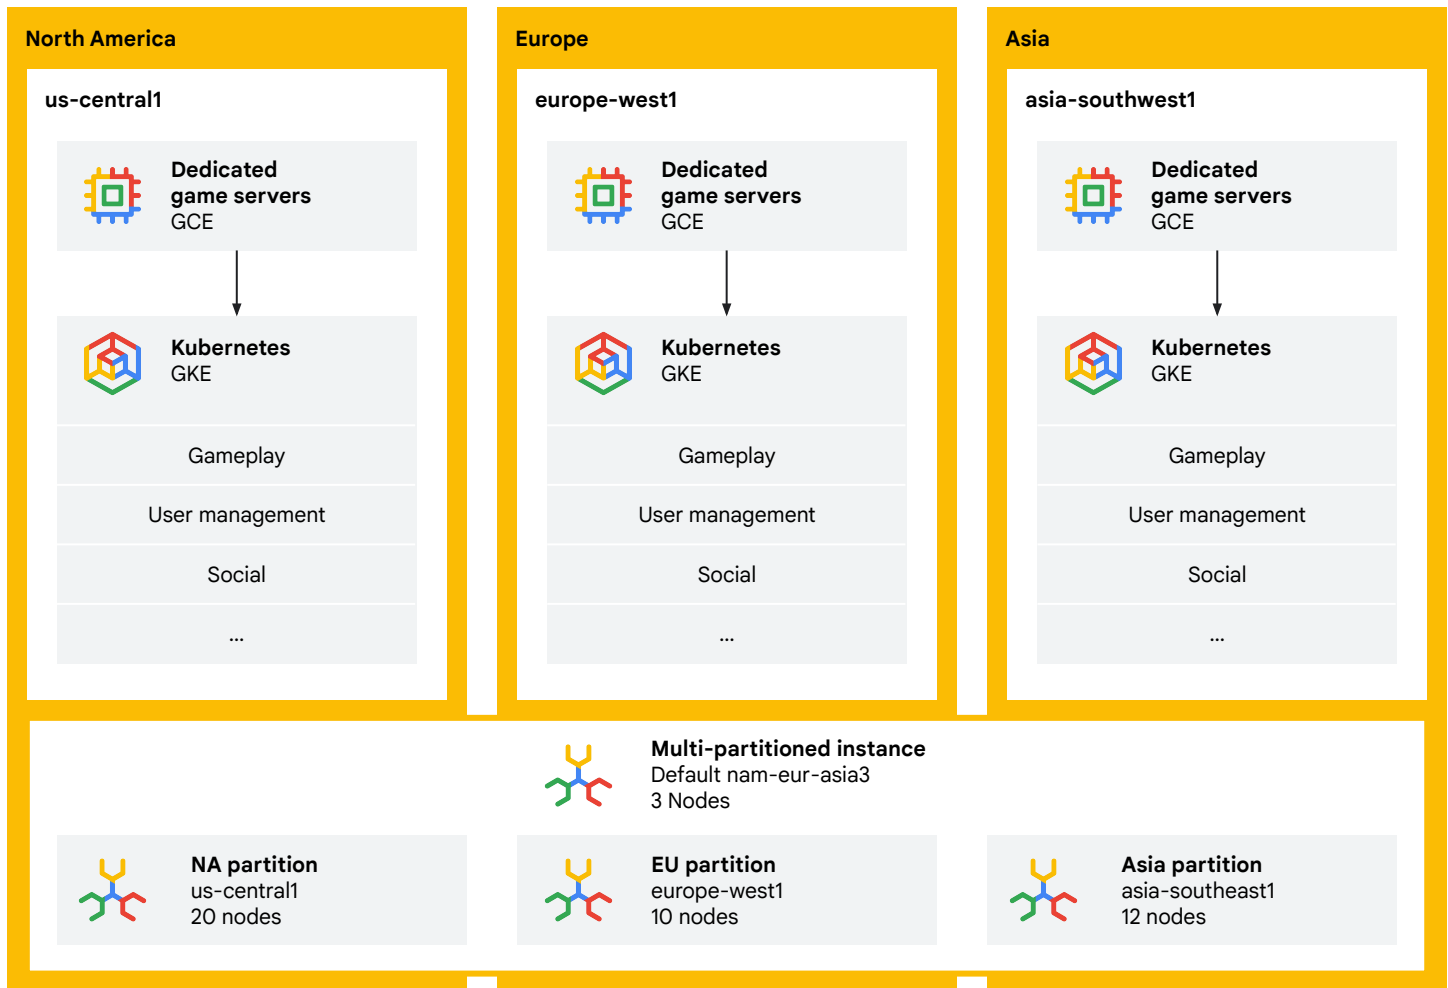 North America
us-central1
Dedicated
game servers
GCE
Kubernetes
GKE
Gameplay
User management
Social
...
Europe
europe-west1
Dedicated
game servers
GCE
Kubernetes
GKE
Gameplay
User management
Social
...
Asia
asia-southwest1
Dedicated
game servers
GCE
Kubernetes
GKE
Gameplay
User management
Social
...
Multi-partitioned instance
Default nam-eur-asia3
3 Nodes
NA partition
us-central1
20 nodes
EU partition
europe-west1
10 nodes
Asia partition
asia-southeast1
12 nodes